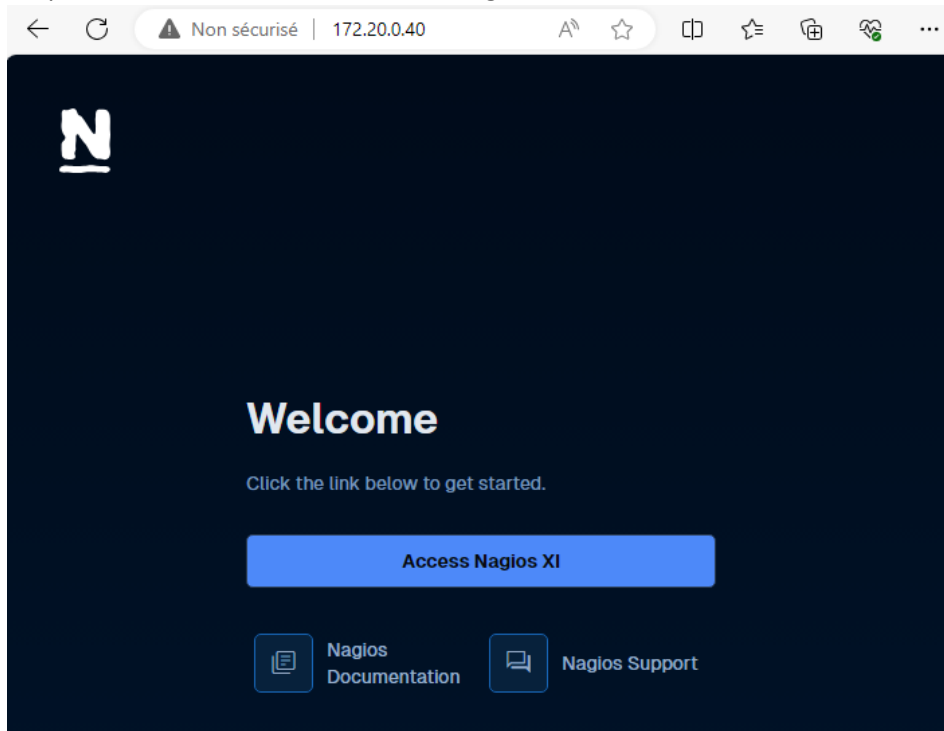 Non sécurisé | 172.20.0.40
N
Welcome
Click the link below to get started.
Access Nagios XI
Nagios
Documentation
Nagios Support